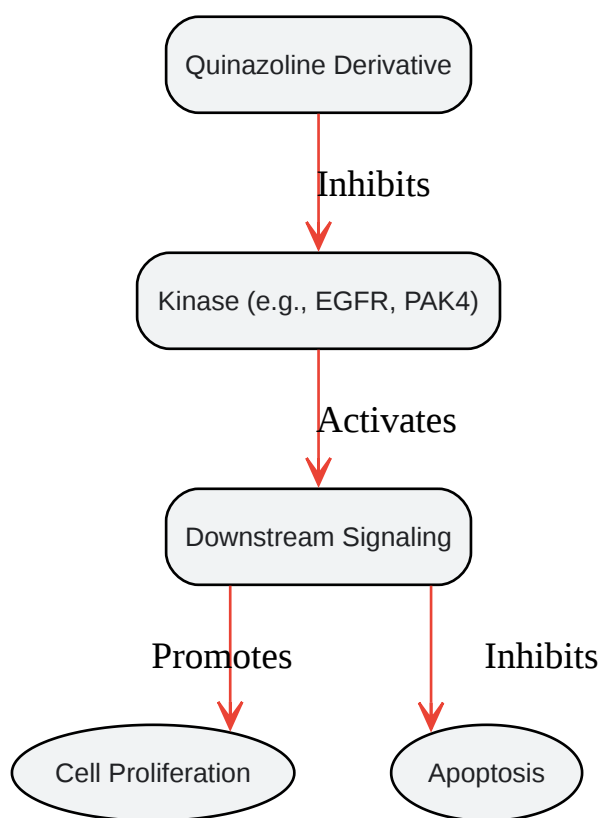 Quinazoline Derivative
Inhibits
Kinase (e.g., EGFR, PAK4)
Activates
Downstream Signaling
Promotes
Inhibits
Cell Proliferation
Apoptosis